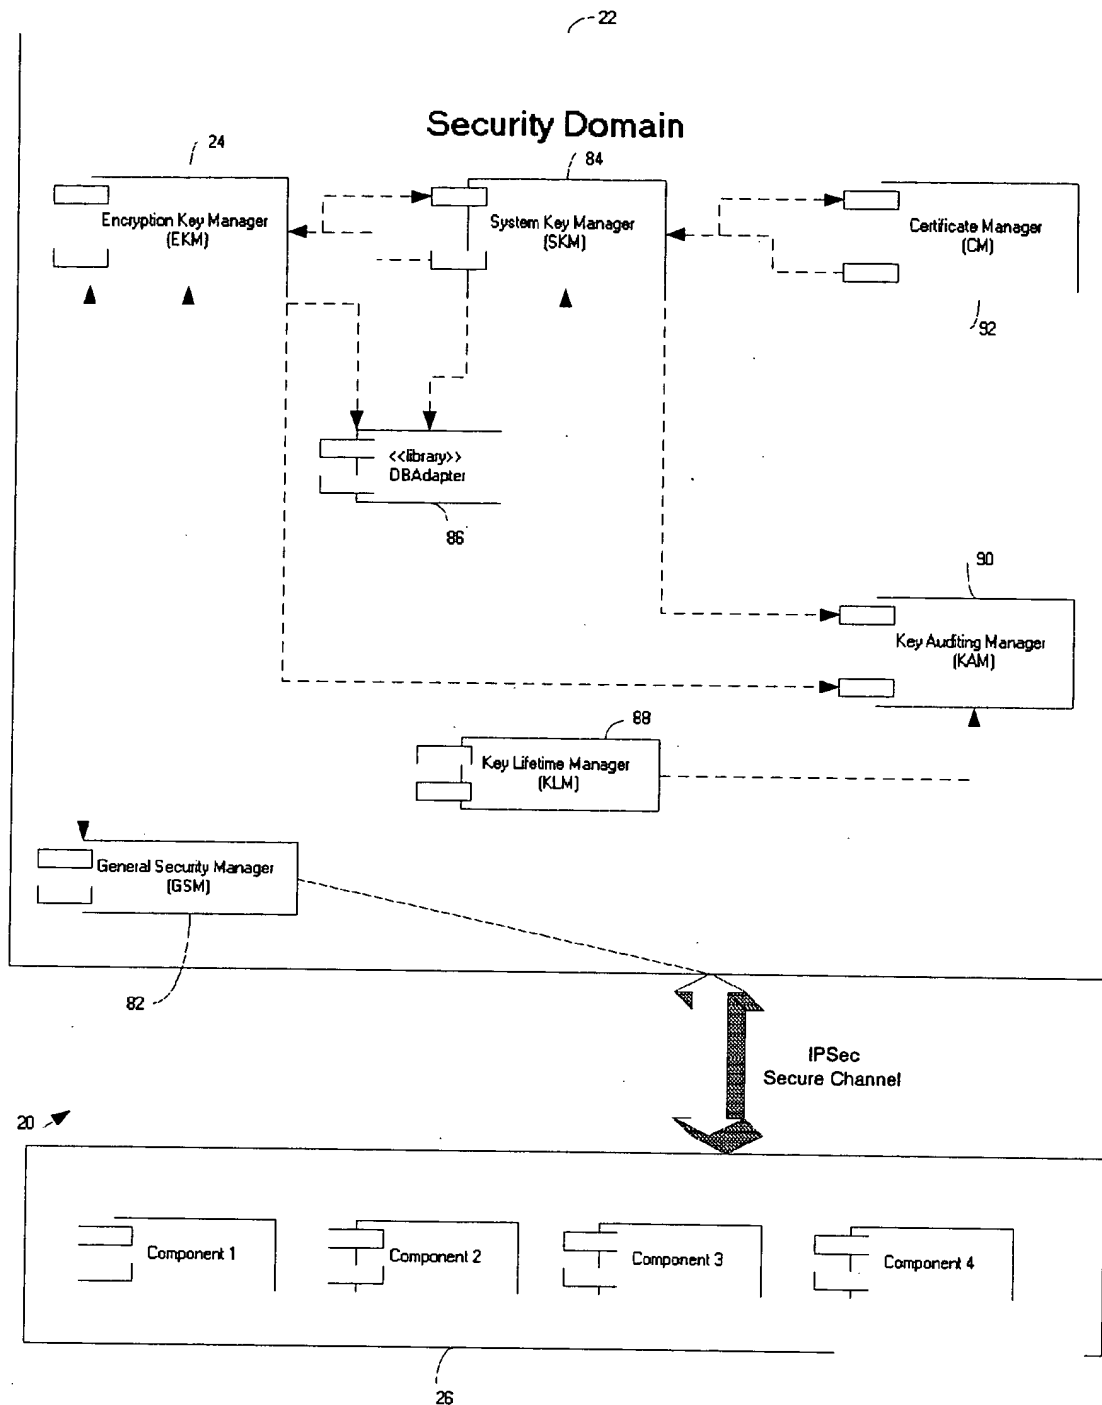 22
Security Domain
24
84
Encryption Key Manager
(EKM)
System Key Manager
(SKM)
Certificate Manager
(CM)
92
<<library>>
DBAdapter
86
90
Key Auditing Manager
(KAM)
88
Key Lifetime Manager
(KLM)
General Security Manager
(GSM)
82
IPSec
Secure Channel
20
Component 1
Component 2
Component 3
Component 4
26